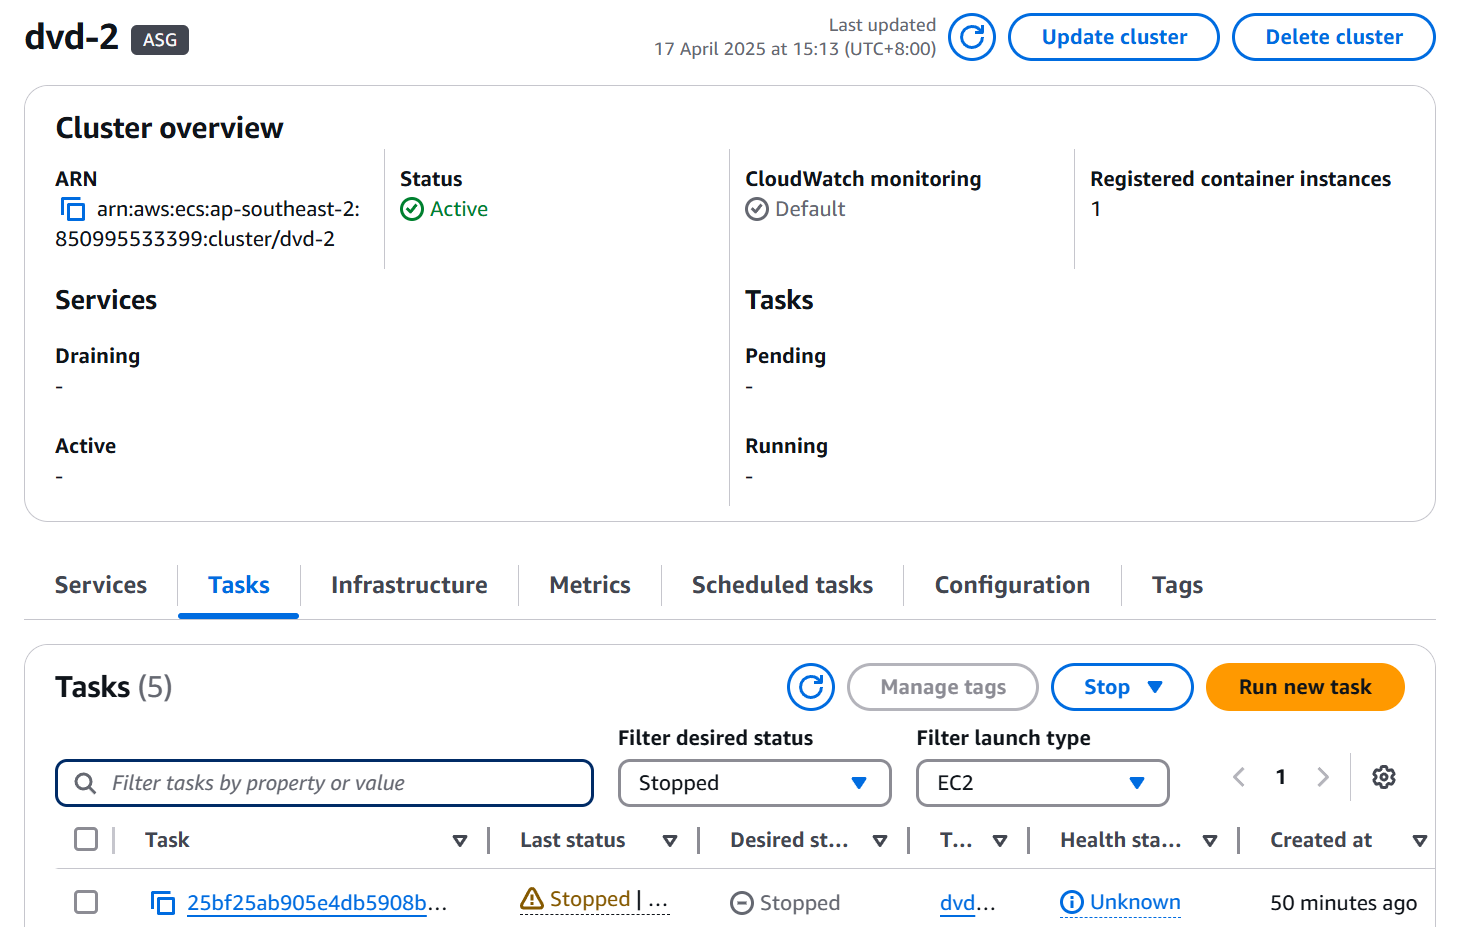 dvd-2 ASG
Last updated
17 April 2025 at 15:13 (UTC+8:00)
Update cluster
Delete cluster
Cluster overview
ARN
arn:aws:ecs:ap-southeast-2:
850995533399:cluster/dvd-2
Status
Active
CloudWatch monitoring
Default
Registered container instances
1
Services
Tasks
Draining
-
Pending
-
Active
-
Running
-
Services Tasks Infrastructure Metrics Scheduled tasks Configuration Tags
Tasks (5)
Manage tags
Stop
Run new task
Filter tasks by property or value
Filter desired status
Stopped
Filter launch type
EC2
1
Task Last status Desired st... T... Health sta... Created at
25bf25ab905e4db5908b... Stopped | ... Stopped dvd... Unknown 50 minutes ago